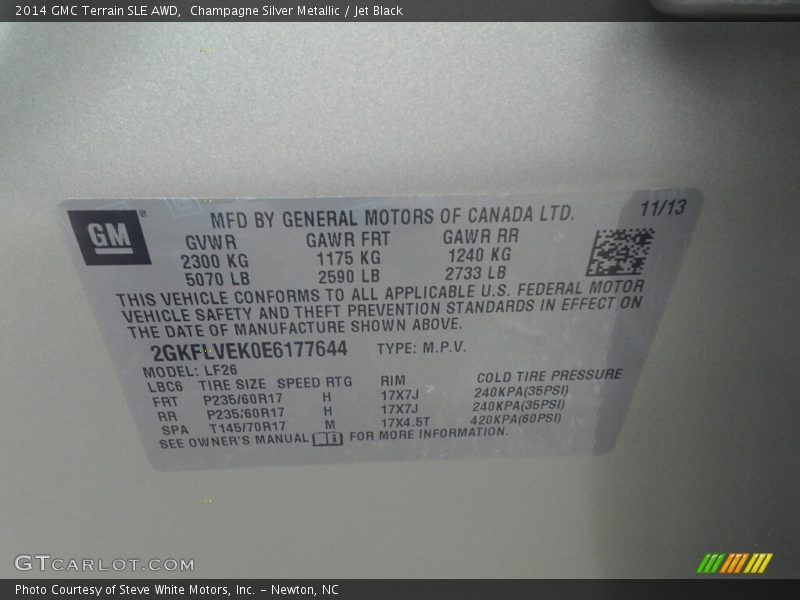 2014 GMC Terrain SLE AWD, Champagne Silver Metallic / Jet Black
GM
MFD BY GENERAL MOTORS OF CANADA LTD. 11/13
GVWR GAWR FRT GAWR RR
2300 KG 1175 KG 1240 KG
5070 LB 2590 LB 2733 LB
THIS VEHICLE CONFORMS TO ALL APPLICABLE U.S. FEDERAL MOTOR
VEHICLE SAFETY AND THEFT PREVENTION STANDARDS IN EFFECT ON
THE DATE OF MANUFACTURE SHOWN ABOVE.
2GKFLVEK0E6177644 TYPE: M.P.V.
MODEL: LF26
LBC6 TIRE SIZE SPEED RTG RIM COLD TIRE PRESSURE
FRT P235/60R17 H 17X7J 240KPA(35PSI)
RR P235/60R17 H 17X7J 240KPA(35PSI)
SPA T145/70R17 M 17X4.5T 420KPA(60PSI)
SEE OWNER'S MANUAL FOR MORE INFORMATION.
GTCARLOT.COM
Photo Courtesy of Steve White Motors, Inc. – Newton, NC